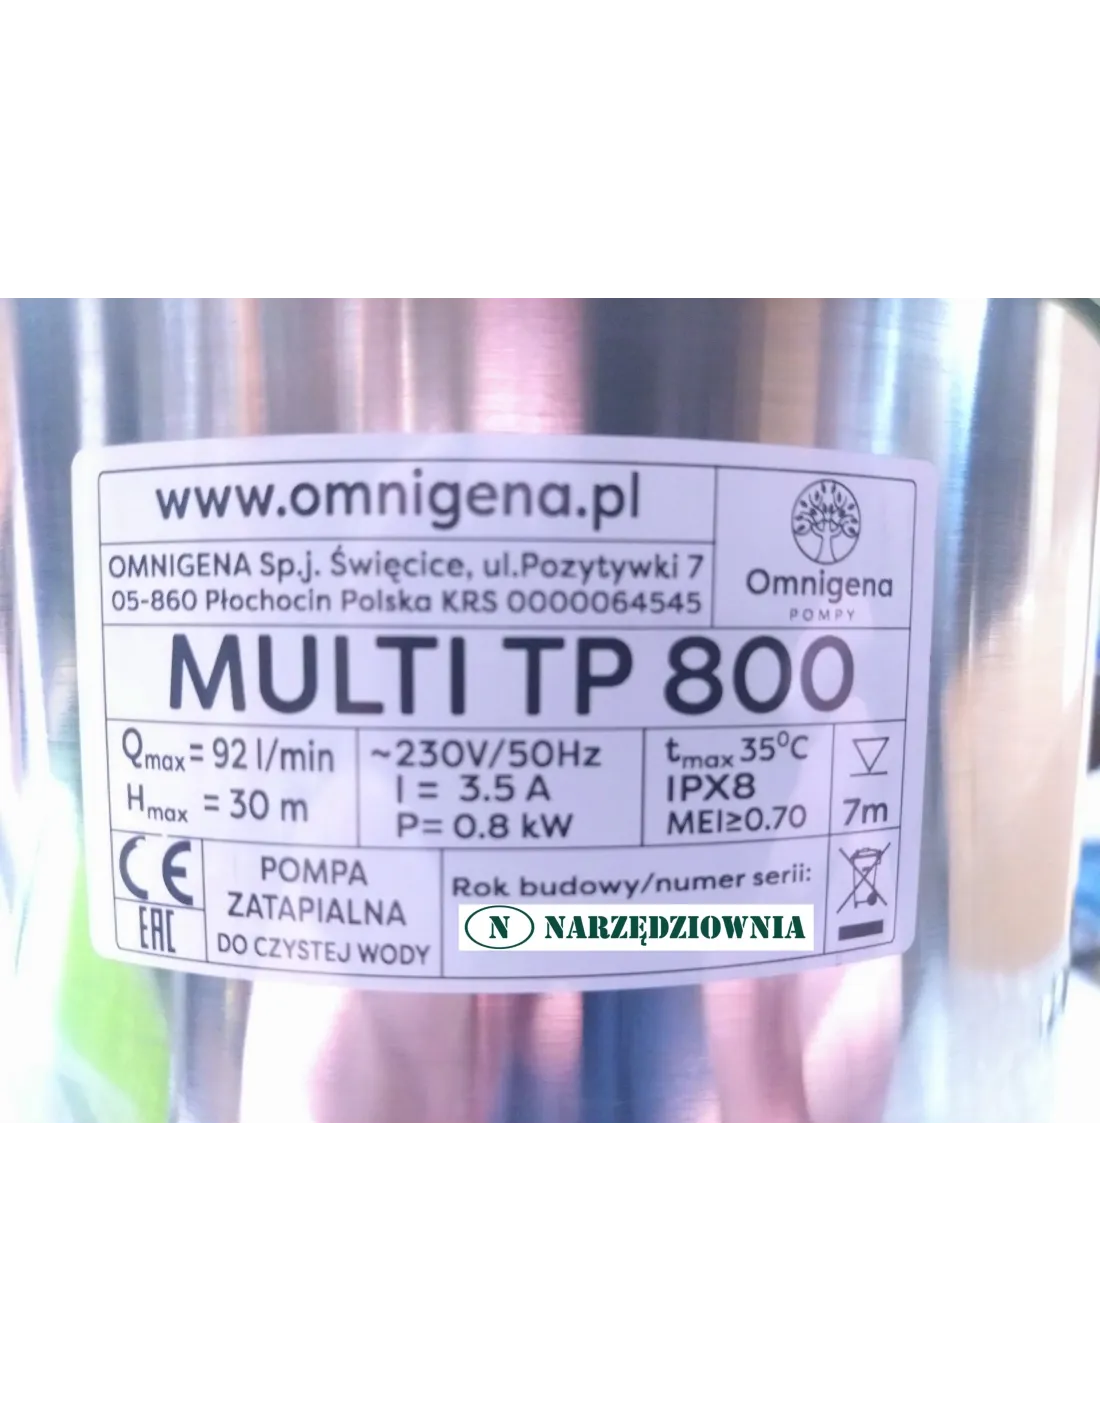 www.omnigena.pl
OMNIGENA Sp.j. Święcice, ul.Pozytywki 7
05-860 Płochocin Polska KRS 0000064545
Omnigena
POMPY
MULTI TP 800
Qmax = 92 l/min
Hmax = 30 m
~230V/50Hz
I = 3.5 A
P= 0.8 kW
tmax 35°C
IPX8
MEI≥0.70
7m
CE
EAC
POMPA
ZATAPIALNA
DO CZYSTEJ WODY
Rok budowy/numer serii:
N NARZĘDZIOWNIA